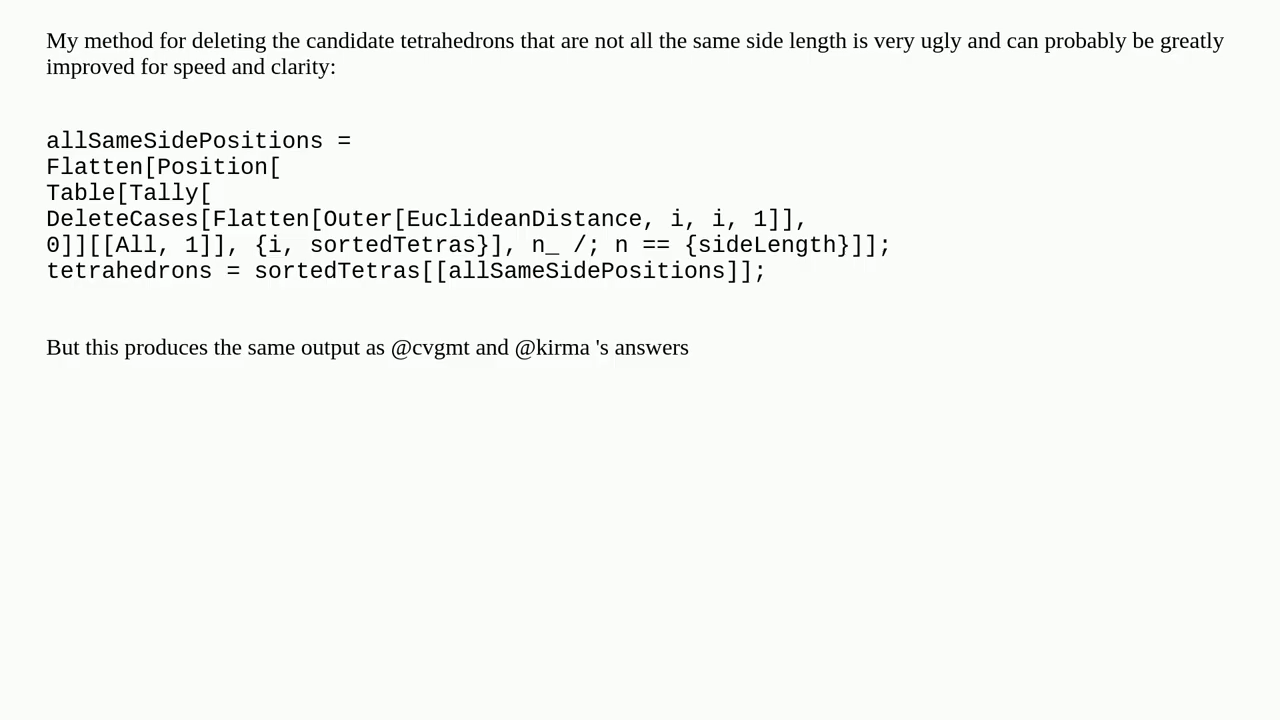 My method for deleting the candidate tetrahedrons that are not all the same side length is very ugly and can probably be greatly
improved for speed and clarity:
allSameSidePositions =
Flatten[Position[
Table[Tally[
DeleteCases[Flatten[Outer[EuclideanDistance, i, i, 1]],
0]][[All, 1]], {i, sortedTetras}], n_ /; n == {sideLength}]];
tetrahedrons = sortedTetras[[allSameSidePositions]];
But this produces the same output as @cvgmt and @kirma 's answers